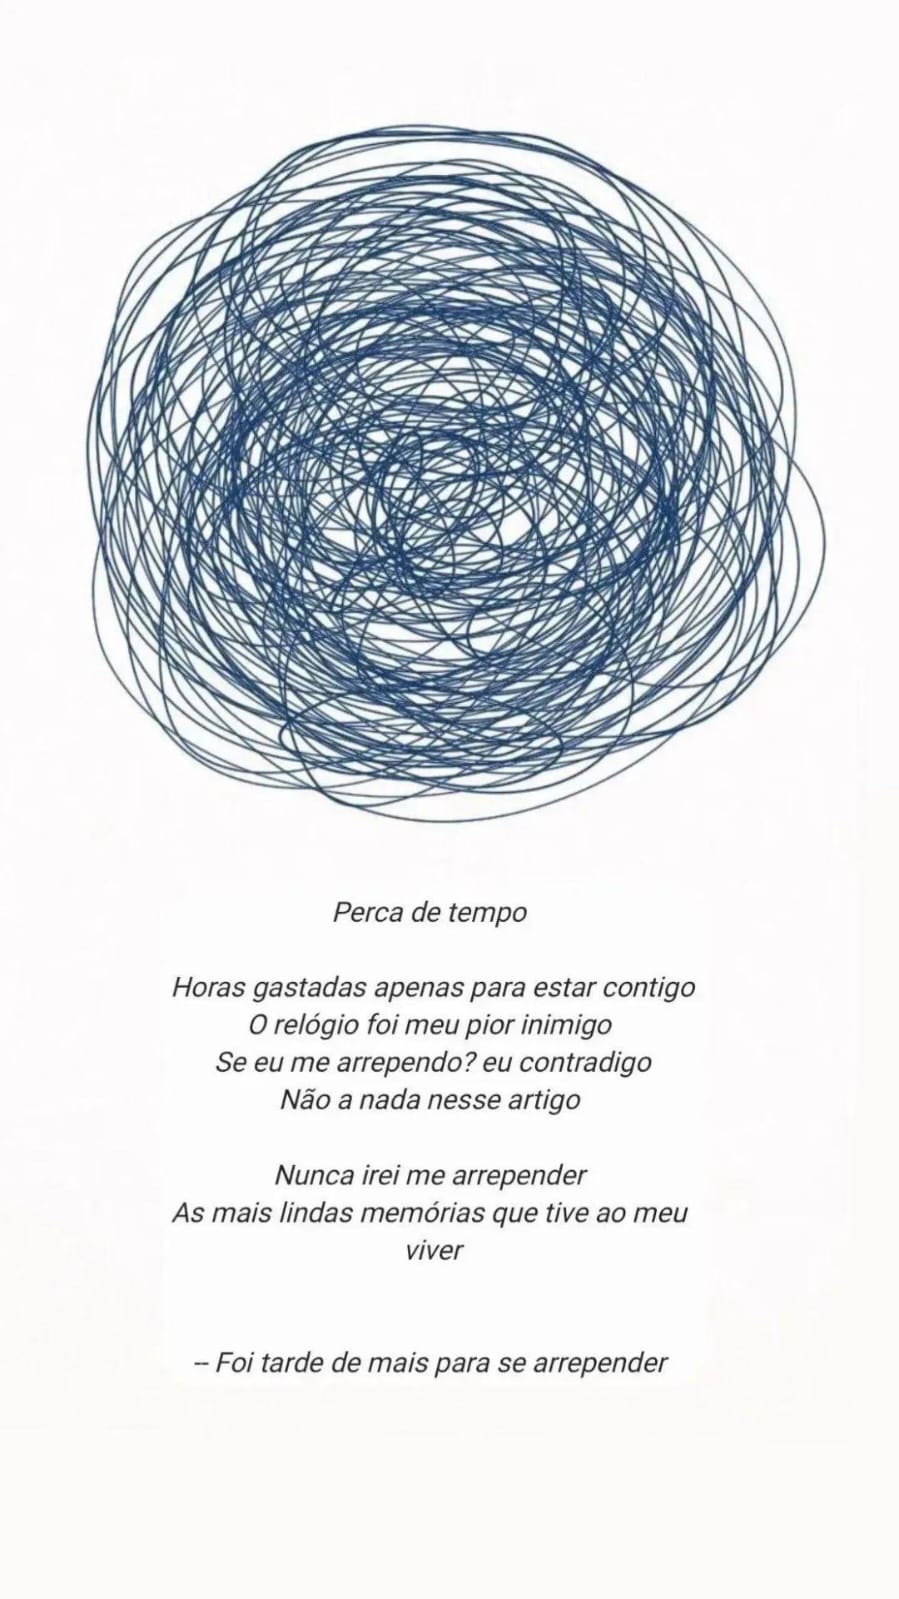 Perca de tempo
Horas gastadas apenas para estar contigo
O relógio foi meu pior inimigo
Se eu me arrependo? eu contradigo
Não a nada nesse artigo
Nunca irei me arrepender
As mais lindas memórias que tive ao meu
viver
-- Foi tarde de mais para se arrepender